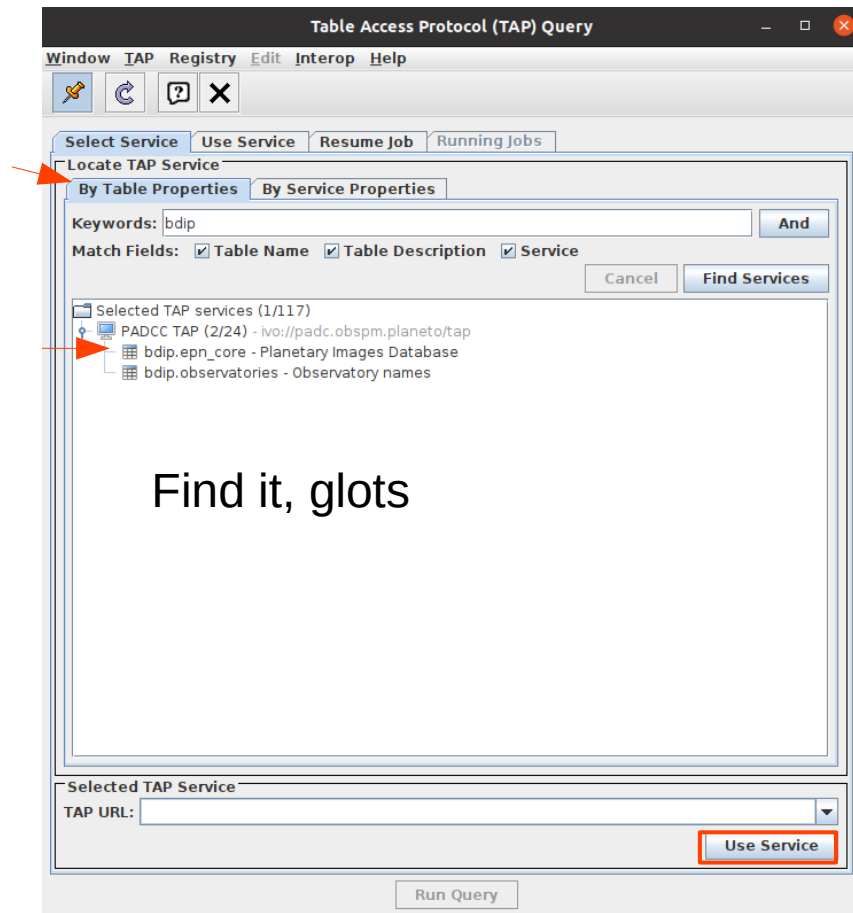 Table Access Protocol (TAP) Query
Window TAP Registry Edit Interop Help
Select Service Use Service Resume Job Running Jobs
Locate TAP Service
By Table Properties By Service Properties
Keywords: bdip And
Match Fields: Table Name Table Description Service
Cancel Find Services
Selected TAP services (1/117)
PADCC TAP (2/24) - ivo://padc.obspm.planeto/tap
bdip.epn_core - Planetary Images Database
bdip.observatories - Observatory names
Find it, glots
Selected TAP Service
TAP URL:
Use Service
Run Query